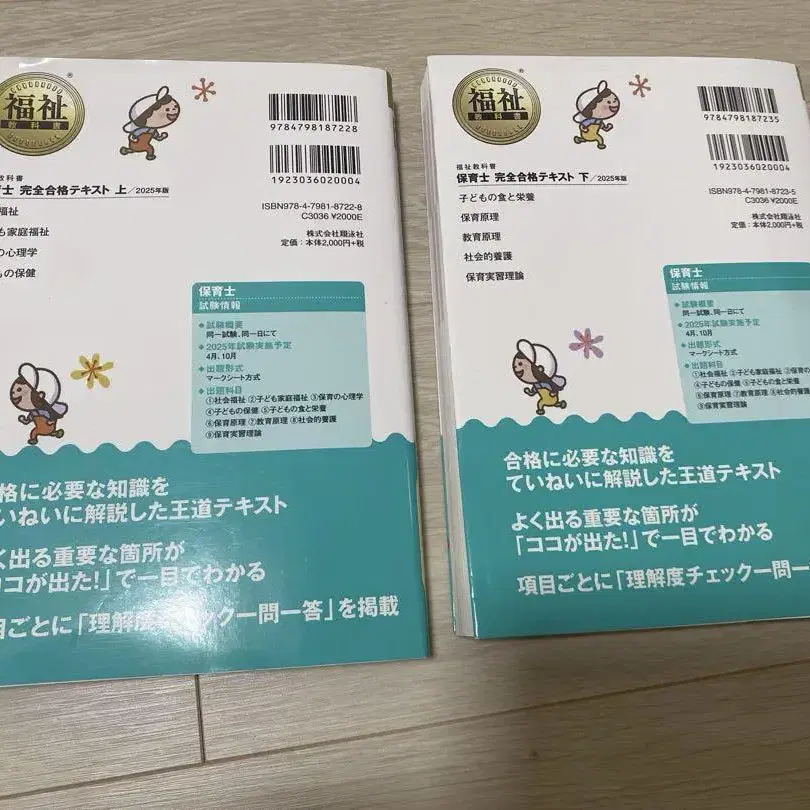 福祉
教科書
®
9784798187228
1923036020004
教科書
士 完全合格テキスト 上／2025年版
ISBN978-4-7981-8722-8
C3036 ¥2000E
株式会社翔泳社
定価：本体2,000円+税
福祉
も家庭福祉
の心理学
もの保健
保育士
試験情報
試験概要
同一試験、同一日にて
2025年試験実施予定
4月、10月
出題形式
マークシート方式
出題科目
①社会福祉 ②子ども家庭福祉 ③保育の心理学
④子どもの保健 ⑤子どもの食と栄養
⑥保育原理 ⑦教育原理 ⑧社会的養護
⑨保育実習理論
格に必要な知識を
いねいに解説した王道テキスト
く出る重要な箇所が
ココが出た!」で一目でわかる
目ごとに「理解度チェック一問一答」を掲載
福祉
教科書
®
9784798187235
1923036020004
福祉教科書
保育士 完全合格テキスト 下／2025年版
ISBN978-4-7981-8723-5
C3036 ¥2000E
株式会社翔泳社
定価：本体2,000円+税
子どもの食と栄養
保育原理
教育原理
社会的養護
保育実習理論
保育士
試験情報
試験概要
同一試験、同一日にて
2025年試験実施予定
4月、10月
出題形式
マークシート方式
出題科目
①社会福祉 ②子ども家庭福祉 ③保育の
④子どもの保健 ⑤子どもの食と栄養
⑥保育原理 ⑦教育原理 ⑧社会的養
⑨保育実習理論
合格に必要な知識を
ていねいに解説した王道テキスト
よく出る重要な箇所が
「ココが出た!」で一目でわかる
項目ごとに「理解度チェック一問一